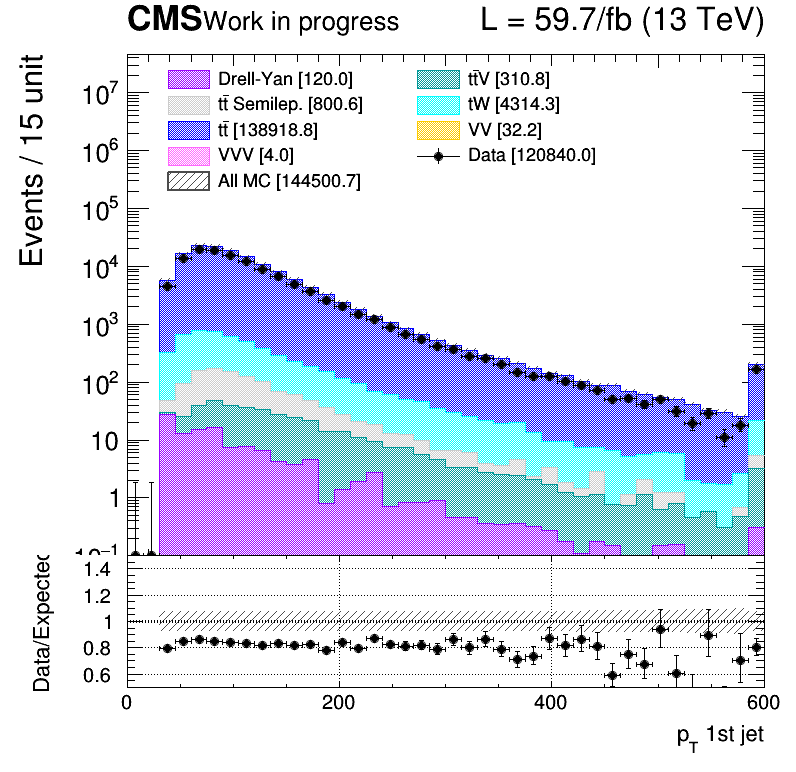 CMS Work in progress L = 59.7/fb (13 TeV)
Events / 15 unit
Drell-Yan [120.0]
tt̄V [310.8]
tt̄ Semilep. [800.6]
tW [4314.3]
tt̄ [138918.8]
VV [32.2]
VVV [4.0]
Data [120840.0]
All MC [144500.7]
10⁷
10⁶
10⁵
10⁴
10³
10²
10
1
10⁻¹
Data/Expected
1.4
1.2
1
0.8
0.6
0 200 400 600
p_T 1st jet